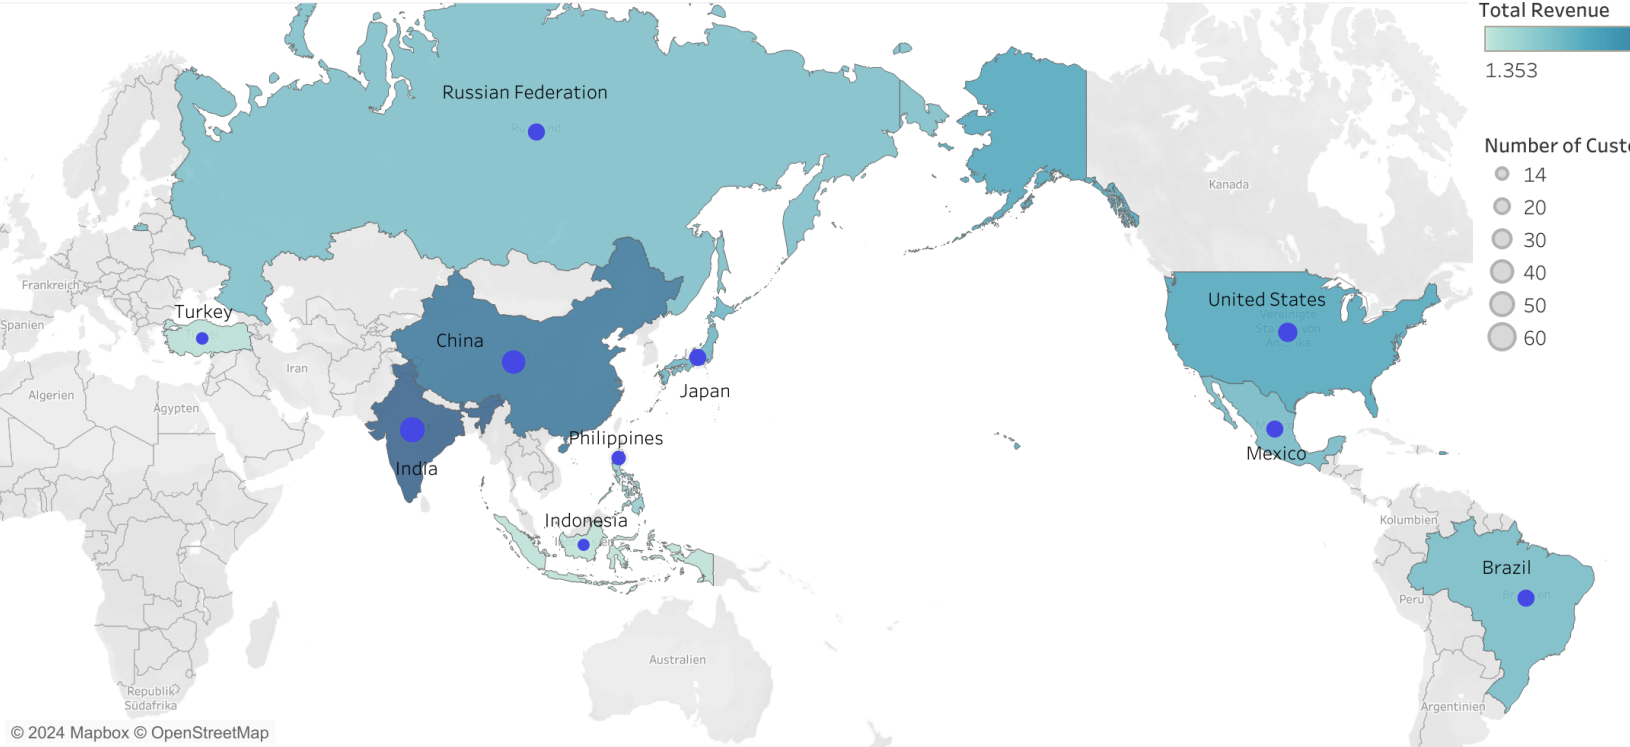 Total Revenue
1.353
Number of Custo
14
20
30
40
50
60
Russian Federation
Kanada
Frankreich
Spanien
Turkey
China
Iran
Algerien
Ägypten
India
Japan
Philippines
Indonesia
United States
Vereinigte
Mexico
Kolumbien
Brazil
Peru
Australien
Republik
Südafrika
Argentinien
© 2024 Mapbox © OpenStreetMap